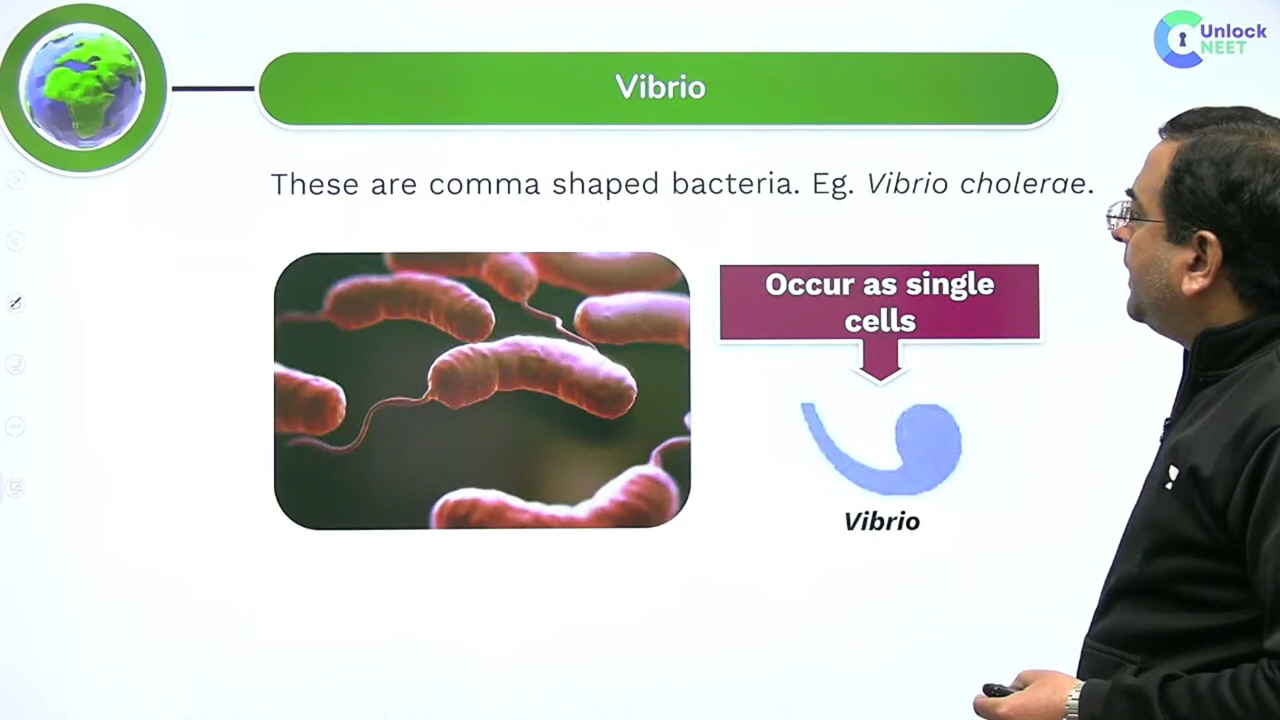 Unlock
NEET
Vibrio
These are comma shaped bacteria. Eg. Vibrio cholerae.
Occur as single
cells
Vibrio